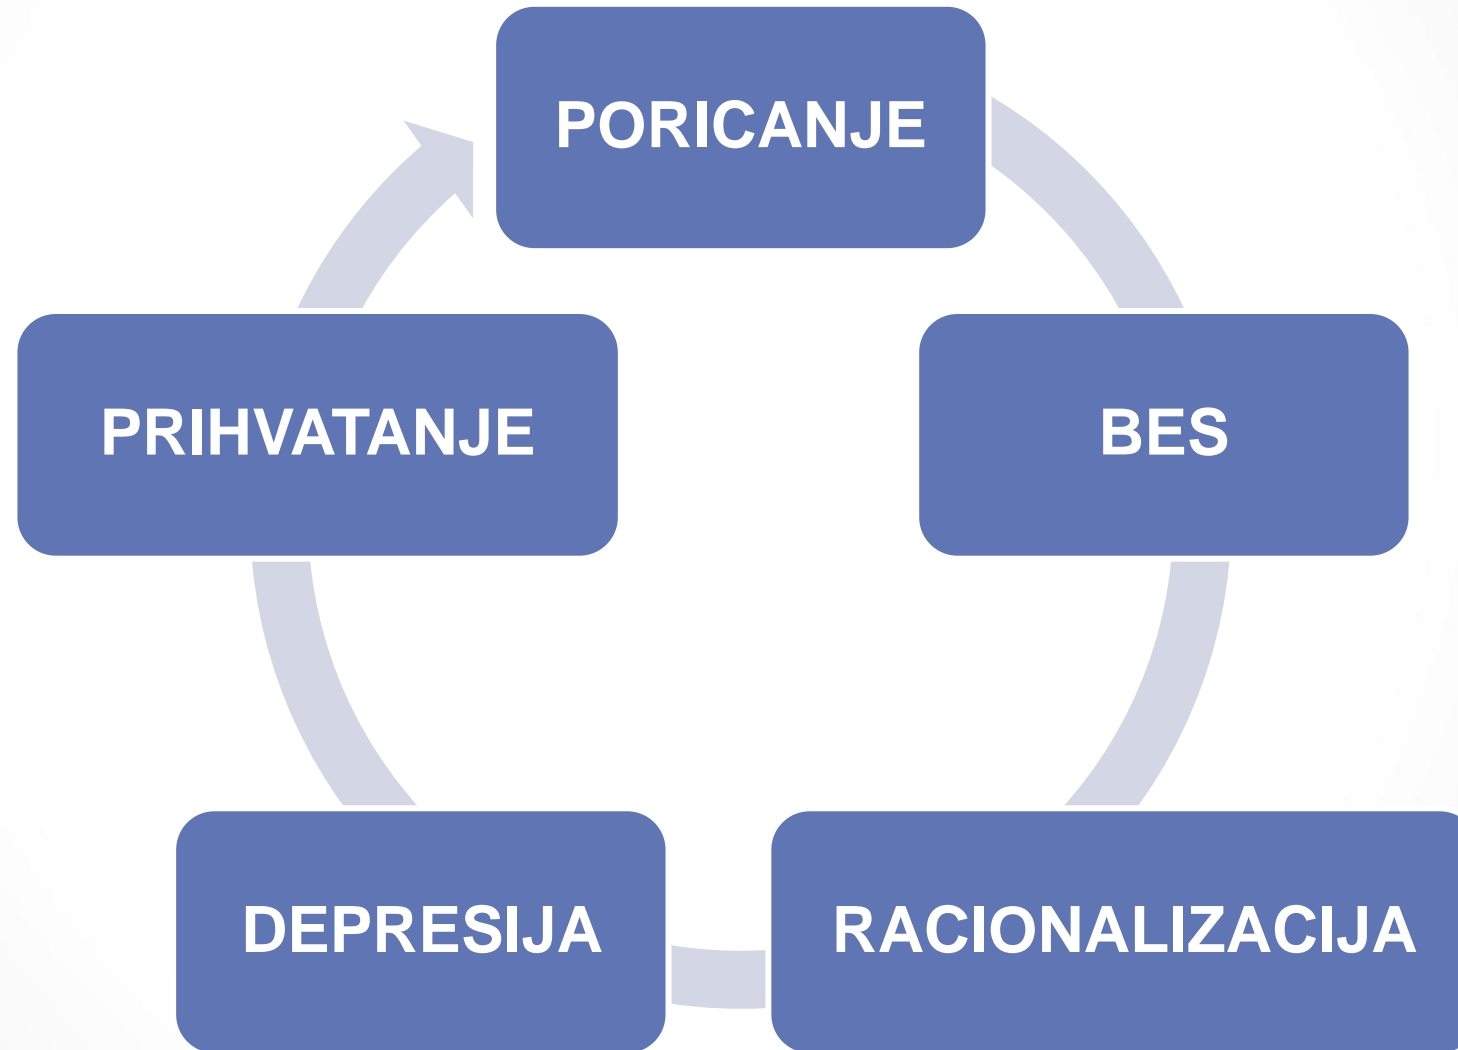 PORICANJE
BES
RACIONALIZACIJA
DEPRESIJA
PRIHVATANJE